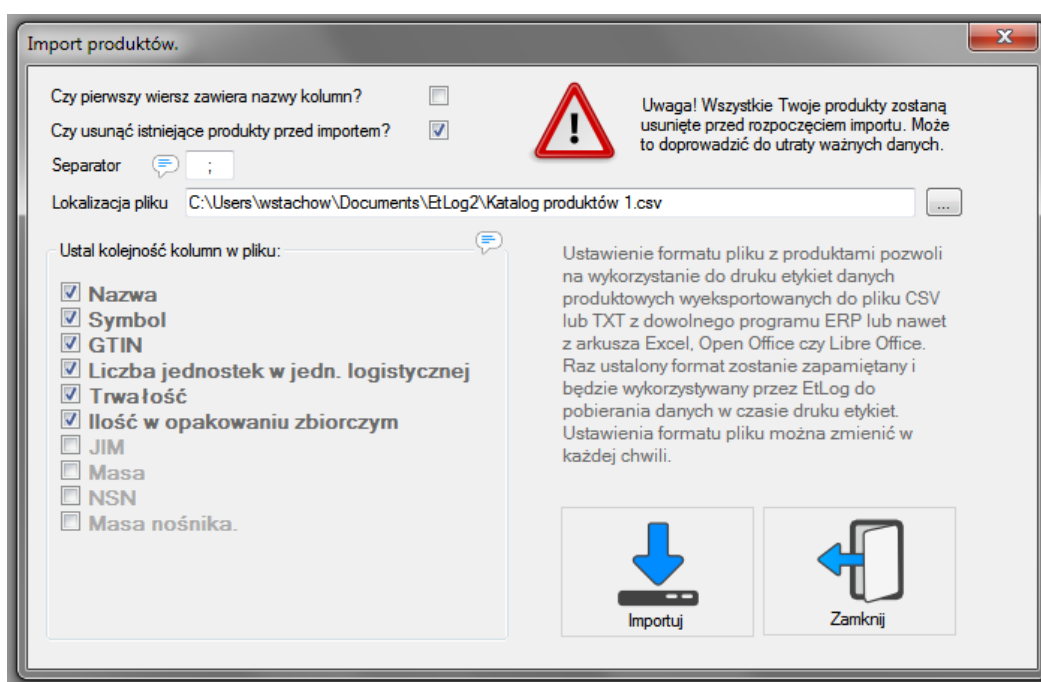 Import produktów.
Czy pierwszy wiersz zawiera nazwy kolumn?
Czy usunąć istniejące produkty przed importem?
Uwaga! Wszystkie Twoje produkty zostaną
usunięte przed rozpoczęciem importu. Może
to doprowadzić do utraty ważnych danych.
Separator ;
Lokalizacja pliku C:\Users\wstachow\Documents\EtLog2\Katalog produktów 1.csv ...
Ustal kolejność kolumn w pliku:
Nazwa
Symbol
GTIN
Liczba jednostek w jedn. logistycznej
Trwałość
Ilość w opakowaniu zbiorczym
JIM
Masa
NSN
Masa nośnika.
Ustawienie formatu pliku z produktami pozwoli
na wykorzystanie do druku etykiet danych
produktowych wyeksportowanych do pliku CSV
lub TXT z dowolnego programu ERP lub nawet
z arkusza Excel, Open Office czy Libre Office.
Raz ustalony format zostanie zapamiętany i
będzie wykorzystywany przez EtLog do
pobierania danych w czasie druku etykiet.
Ustawienia formatu pliku można zmienić w
każdej chwili.
Importuj
Zamknij